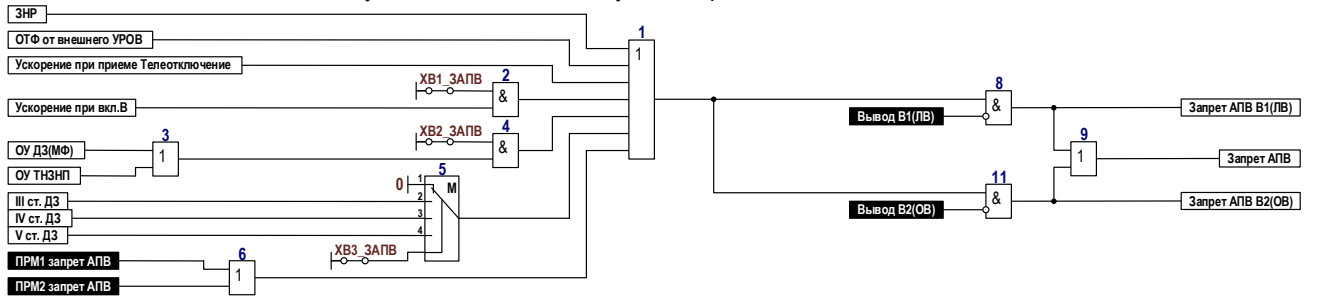 ЗНР
ОТФ от внешнего УРОВ
Ускорение при приеме Телеотключение
Ускорение при вкл.В
ХВ1_ЗАПВ
2
&
ОУ ДЗ(МФ)
ОУ ТНЗНП
3
1
ХВ2_ЗАПВ
4
&
III ст. ДЗ
IV ст. ДЗ
V ст. ДЗ
0
1
2
3
4
5
М
ХВ3_ЗАПВ
ПРМ1 запрет АПВ
ПРМ2 запрет АПВ
6
1
1
1
Вывод В1(ЛВ)
8
&
Вывод В2(ОВ)
11
&
9
1
Запрет АПВ В1(ЛВ)
Запрет АПВ
Запрет АПВ В2(ОВ)